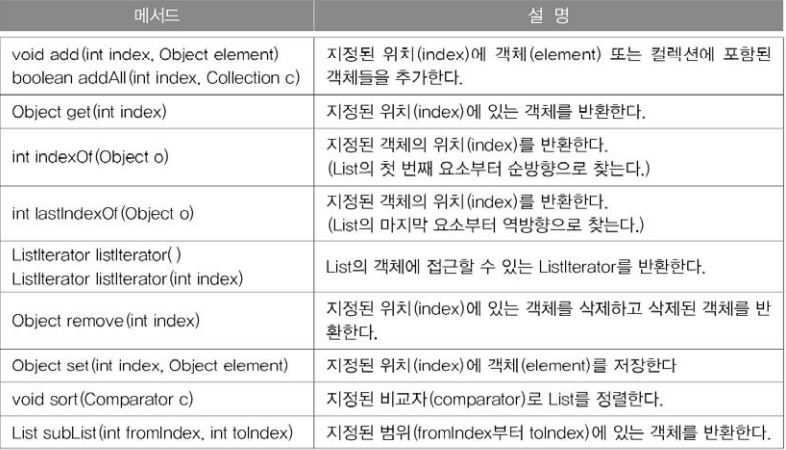 메서드 설 명
void add(int index, Object element)
boolean addAll(int index, Collection c)
지정된 위치(index)에 객체(element) 또는 컬렉션에 포함된
객체들을 추가한다.
Object get(int index)
지정된 위치(index)에 있는 객체를 반환한다.
int indexOf(Object o)
지정된 객체의 위치(index)를 반환한다.
(List의 첫 번째 요소부터 순방향으로 찾는다.)
int lastIndexOf(Object o)
지정된 객체의 위치(index)를 반환한다.
(List의 마지막 요소부터 역방향으로 찾는다.)
ListIterator listIterator( )
ListIterator listIterator(int index)
List의 객체에 접근할 수 있는 ListIterator를 반환한다.
Object remove(int index)
지정된 위치(index)에 있는 객체를 삭제하고 삭제된 객체를 반
환한다.
Object set(int index, Object element)
지정된 위치(index)에 객체(element)를 저장한다
void sort(Comparator c)
지정된 비교자(comparator)로 List를 정렬한다.
List subList(int fromIndex, int toIndex)
지정된 범위(fromIndex부터 toIndex)에 있는 객체를 반환한다.